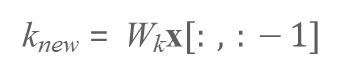 k_new = W_k x[: , : − 1]